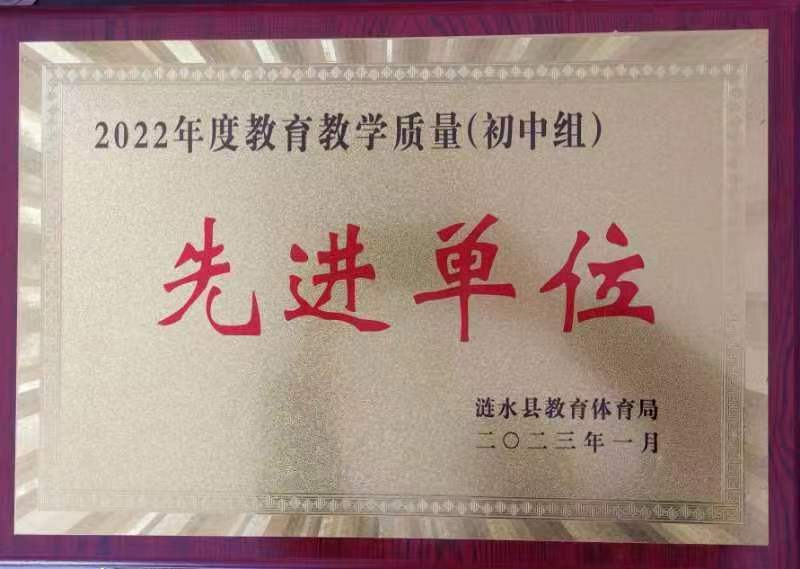 2022年度教育教学质量(初中组)
先进单位
涟水县教育体育局
二〇二三年一月